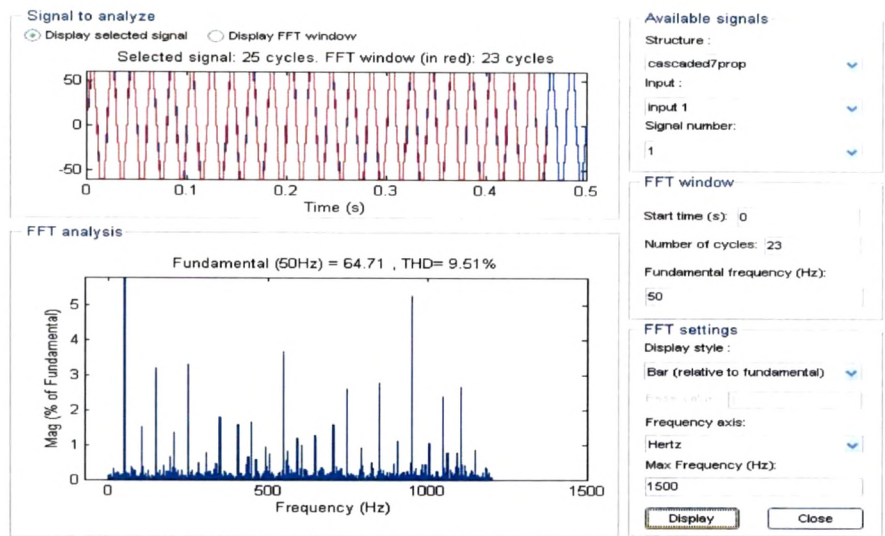 Signal to analyze
Display selected signal Display FFT window
Selected signal: 25 cycles. FFT window (in red): 23 cycles
50
0
-50
0 0.1 0.2 0.3 0.4 0.5
Time (s)
FFT analysis
Fundamental (50Hz) = 64.71 , THD= 9.51%
Mag (% of Fundamental)
5
4
3
2
1
0
0 500 1000 1500
Frequency (Hz)
Available signals
Structure :
cascaded7prop
Input :
input 1
Signal number:
1
FFT window
Start time (s): 0
Number of cycles: 23
Fundamental frequency (Hz):
50
FFT settings
Display style :
Bar (relative to fundamental)
Frequency axis:
Hertz
Max Frequency (Hz):
1500
Display Close